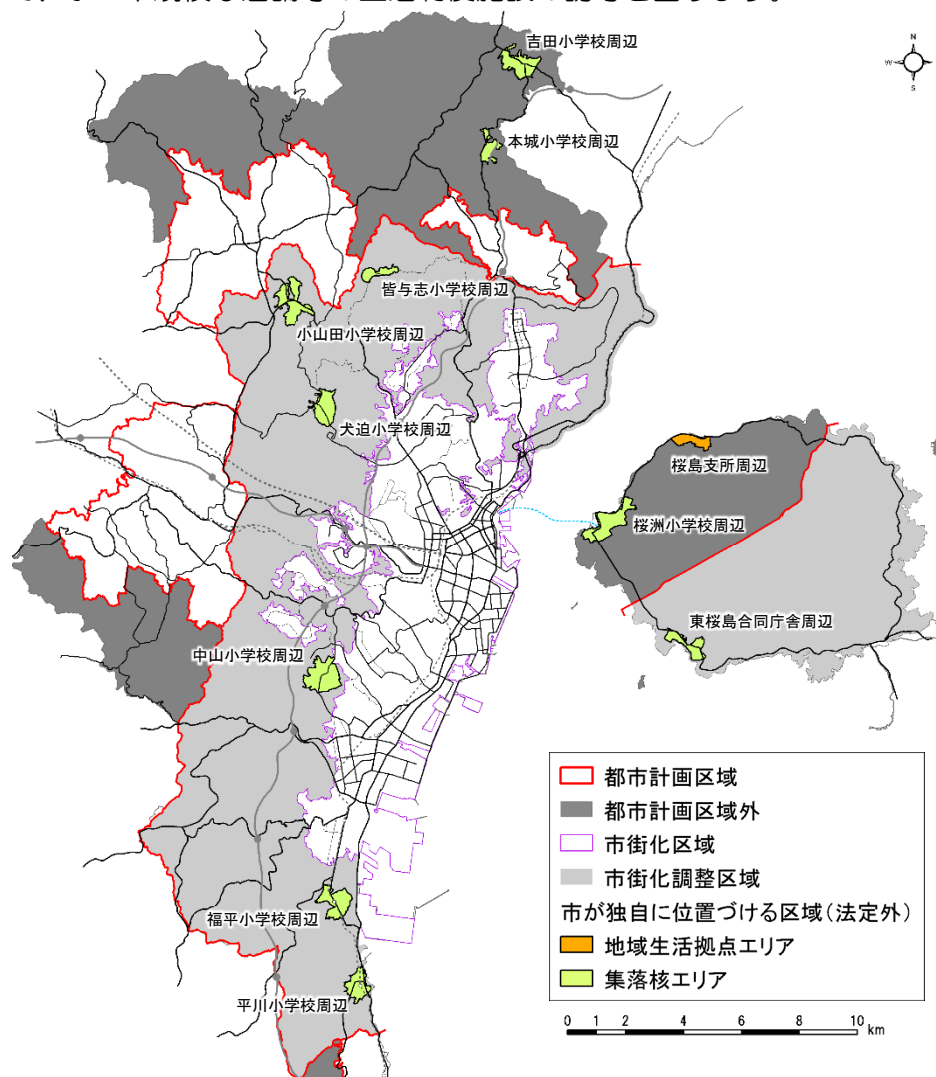 吉田小学校周辺
N
W
S
本城小学校周辺
皆与志小学校周辺
小山田小学校周辺
犬迫小学校周辺
桜島支所周辺
桜洲小学校周辺
東桜島合同庁舎周辺
中山小学校周辺
福平小学校周辺
平川小学校周辺
都市計画区域
都市計画区域外
市街化区域
市街化調整区域
市が独自に位置づける区域(法定外)
地域生活拠点エリア
集落核エリア
0 1 2 4 6 8 10
km